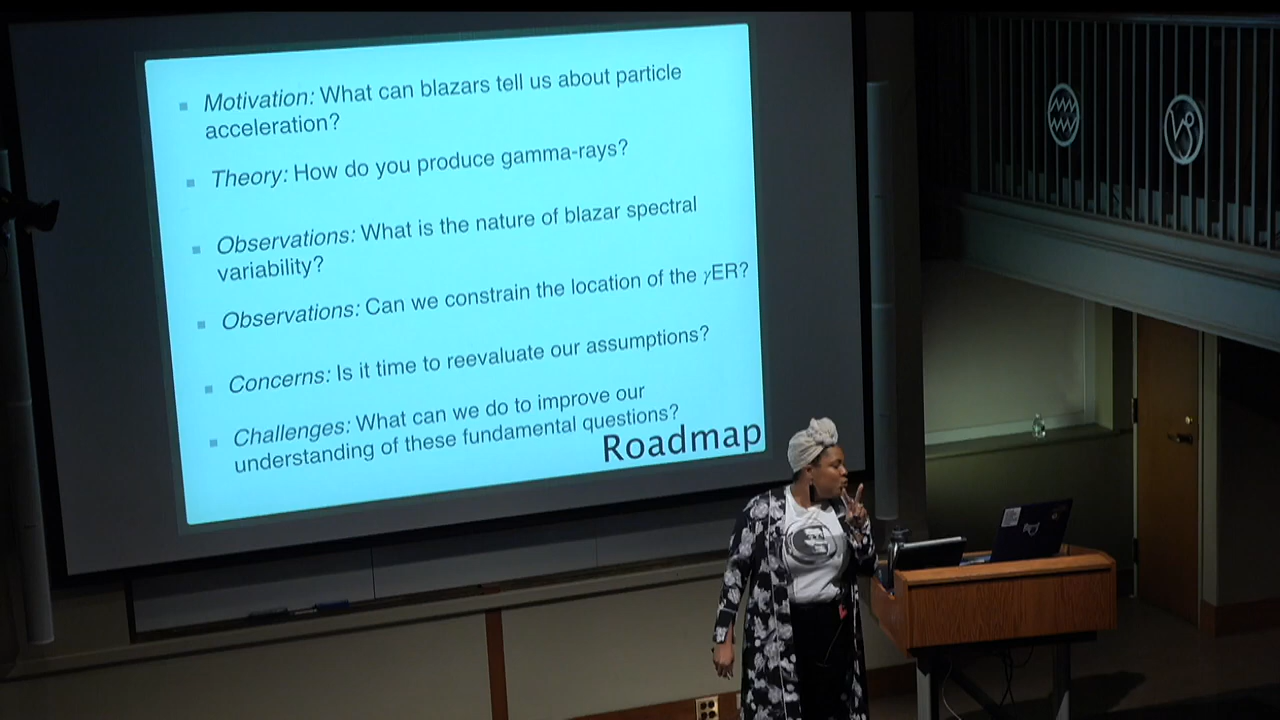 Motivation: What can blazars tell us about particle
acceleration?
Theory: How do you produce gamma-rays?
Observations: What is the nature of blazar spectral
variability?
Observations: Can we constrain the location of the γER?
Concerns: Is it time to reevaluate our assumptions?
Challenges: What can we do to improve our
understanding of these fundamental questions?
Roadmap